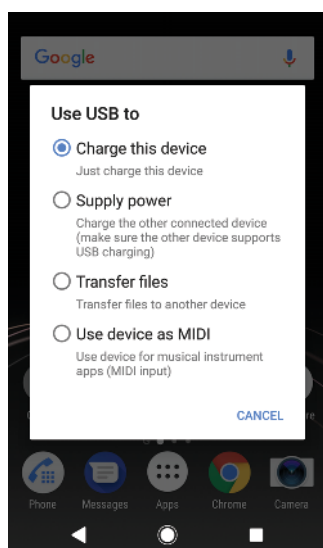 Google
Use USB to
Charge this device
Just charge this device
Supply power
Charge the other connected device
(make sure the other device supports
USB charging)
Transfer files
Transfer files to another device
Use device as MIDI
Use device for musical instrument
apps (MIDI input)
CANCEL
Phone Messages Apps Chrome Camera